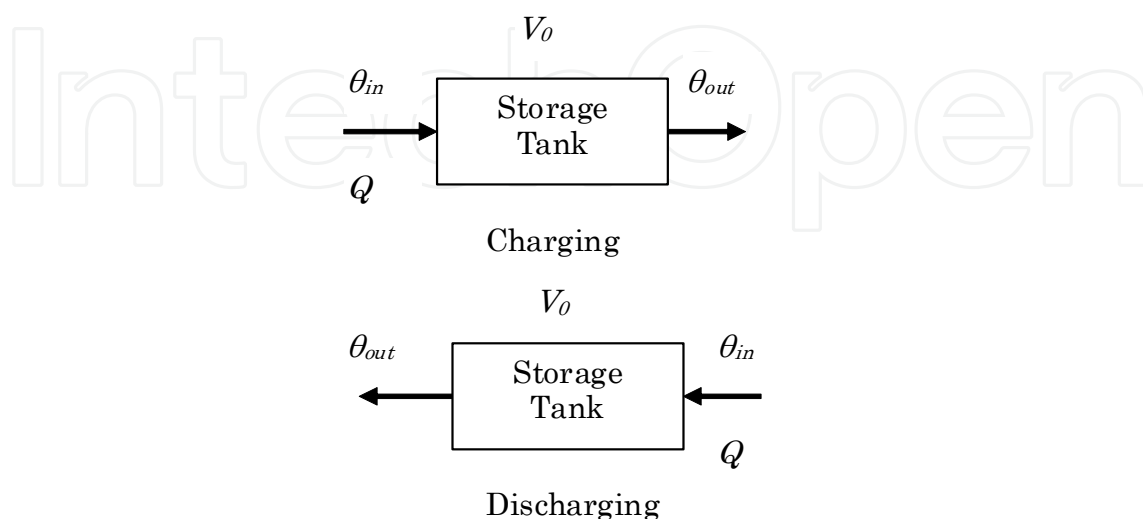 IntechOpen
V₀
θin θout
Storage
Tank
Q
Charging
V₀
θout θin
Storage
Tank
Q
Discharging